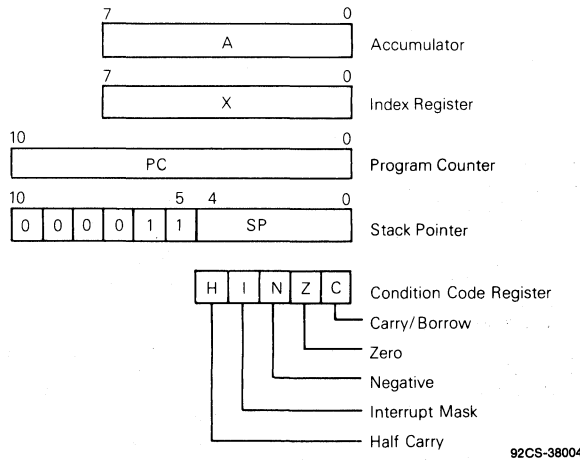 7 0
A Accumulator
7 0
X Index Register
10 0
PC Program Counter
10 5 4 0
0 0 0 0 1 1 SP Stack Pointer
H I N Z C Condition Code Register
Carry/Borrow
Zero
Negative
Interrupt Mask
Half Carry
92CS-38004